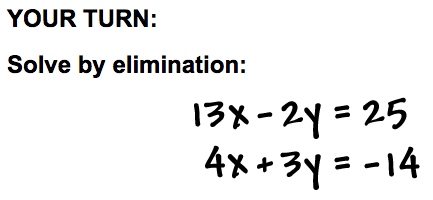 YOUR TURN:
Solve by elimination:
13x - 2y = 25
4x + 3y = -14